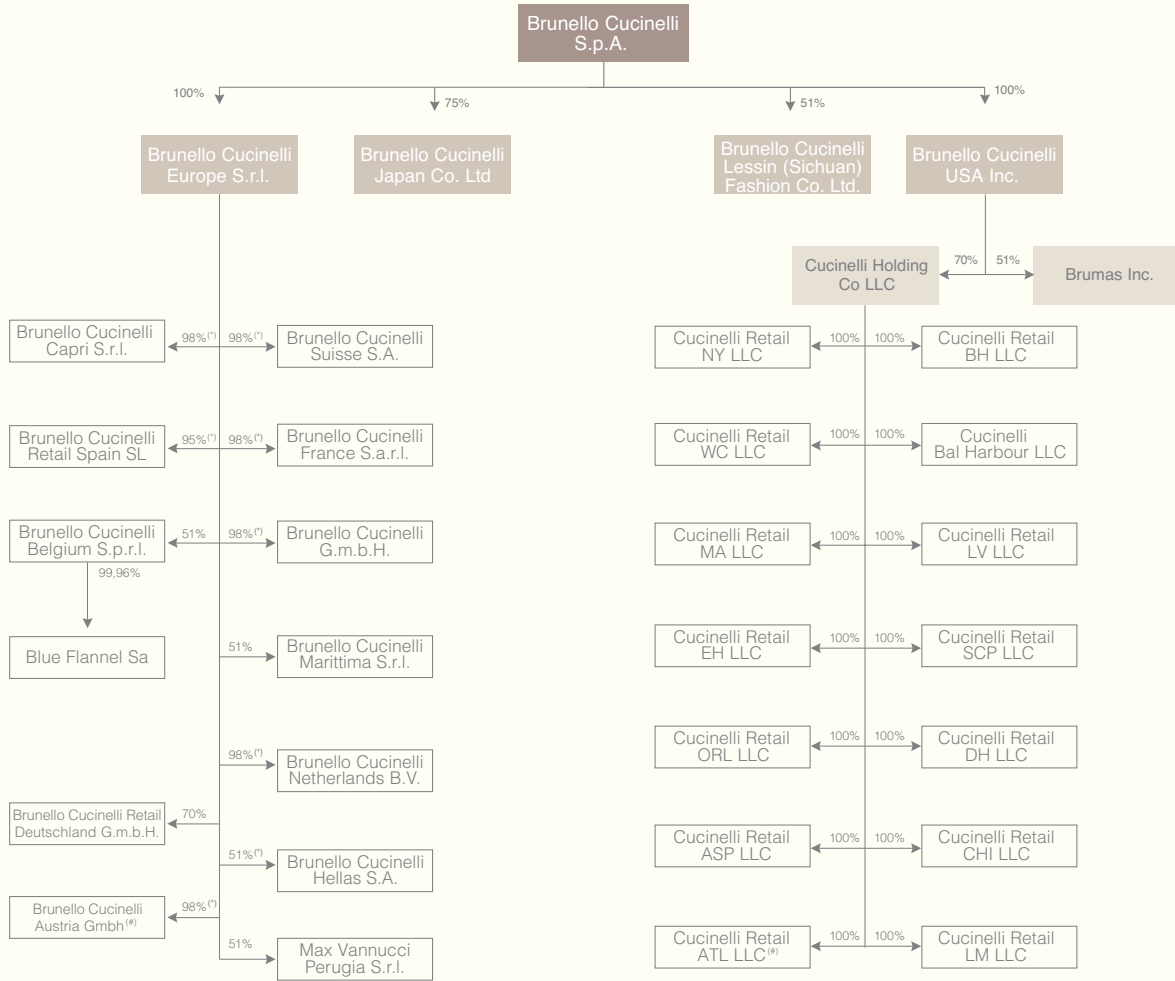 Brunello Cucinelli
S.p.A.
100%
75%
51%
100%
Brunello Cucinelli
Europe S.r.l.
Brunello Cucinelli
Japan Co. Ltd
Brunello Cucinelli
Lessin (Sichuan)
Fashion Co. Ltd.
Brunello Cucinelli
USA Inc.
Cucinelli Holding
Co LLC
70%
51%
Brumas Inc.
Brunello Cucinelli
Capri S.r.l.
98%(*)
98%(*)
Brunello Cucinelli
Suisse S.A.
Brunello Cucinelli
Retail Spain SL
95%(*)
98%(*)
Brunello Cucinelli
France S.a.r.l.
Brunello Cucinelli
Belgium S.p.r.l.
51%
98%(*)
Brunello Cucinelli
G.m.b.H.
99,96%
Blue Flannel Sa
51%
Brunello Cucinelli
Marittima S.r.l.
98%(*)
Brunello Cucinelli
Netherlands B.V.
Brunello Cucinelli Retail
Deutschland G.m.b.H.
70%
51%(*)
Brunello Cucinelli
Hellas S.A.
Brunello Cucinelli
Austria Gmbh(#)
98%(*)
51%
Max Vannucci
Perugia S.r.l.
Cucinelli Retail
NY LLC
100%
100%
Cucinelli Retail
BH LLC
Cucinelli Retail
WC LLC
100%
100%
Cucinelli
Bal Harbour LLC
Cucinelli Retail
MA LLC
100%
100%
Cucinelli Retail
LV LLC
Cucinelli Retail
EH LLC
100%
100%
Cucinelli Retail
SCP LLC
Cucinelli Retail
ORL LLC
100%
100%
Cucinelli Retail
DH LLC
Cucinelli Retail
ASP LLC
100%
100%
Cucinelli Retail
CHI LLC
Cucinelli Retail
ATL LLC(#)
100%
100%
Cucinelli Retail
LM LLC